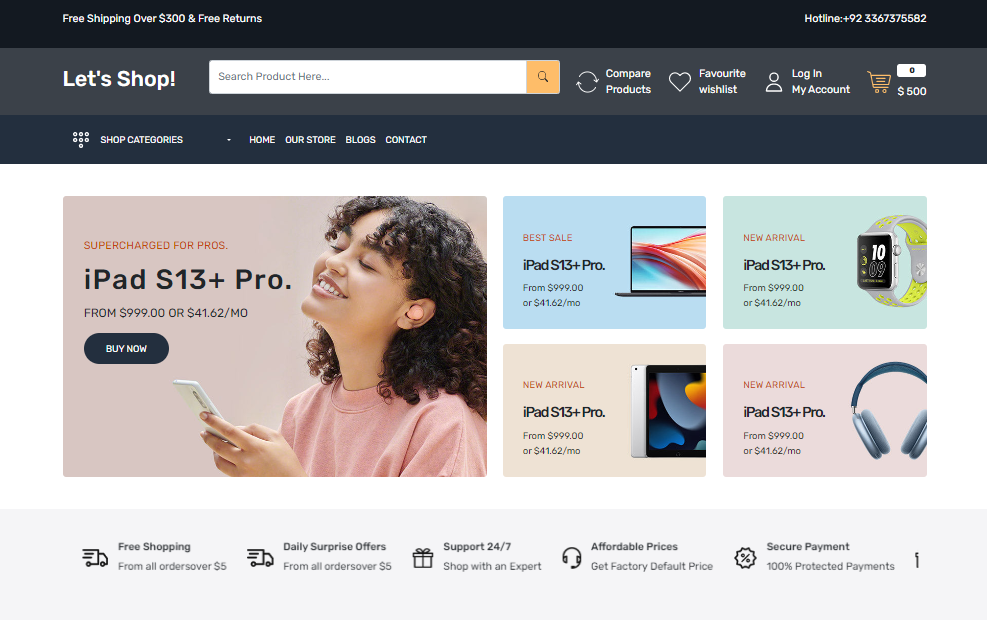 Free Shipping Over $300 & Free Returns
Hotline:+92 3367375582
Let's Shop!
Search Product Here...
Compare
Products
Favourite
wishlist
Log In
My Account
0
$ 500
SHOP CATEGORIES
HOME
OUR STORE
BLOGS
CONTACT
SUPERCHARGED FOR PROS.
iPad S13+ Pro.
FROM $999.00 OR $41.62/MO
BUY NOW
BEST SALE
iPad S13+ Pro.
From $999.00
or $41.62/mo
NEW ARRIVAL
iPad S13+ Pro.
From $999.00
or $41.62/mo
10
09
NEW ARRIVAL
iPad S13+ Pro.
From $999.00
or $41.62/mo
NEW ARRIVAL
iPad S13+ Pro.
From $999.00
or $41.62/mo
Free Shopping
From all ordersover $5
Daily Surprise Offers
From all ordersover $5
Support 24/7
Shop with an Expert
Affordable Prices
Get Factory Default Price
Secure Payment
100% Protected Payments